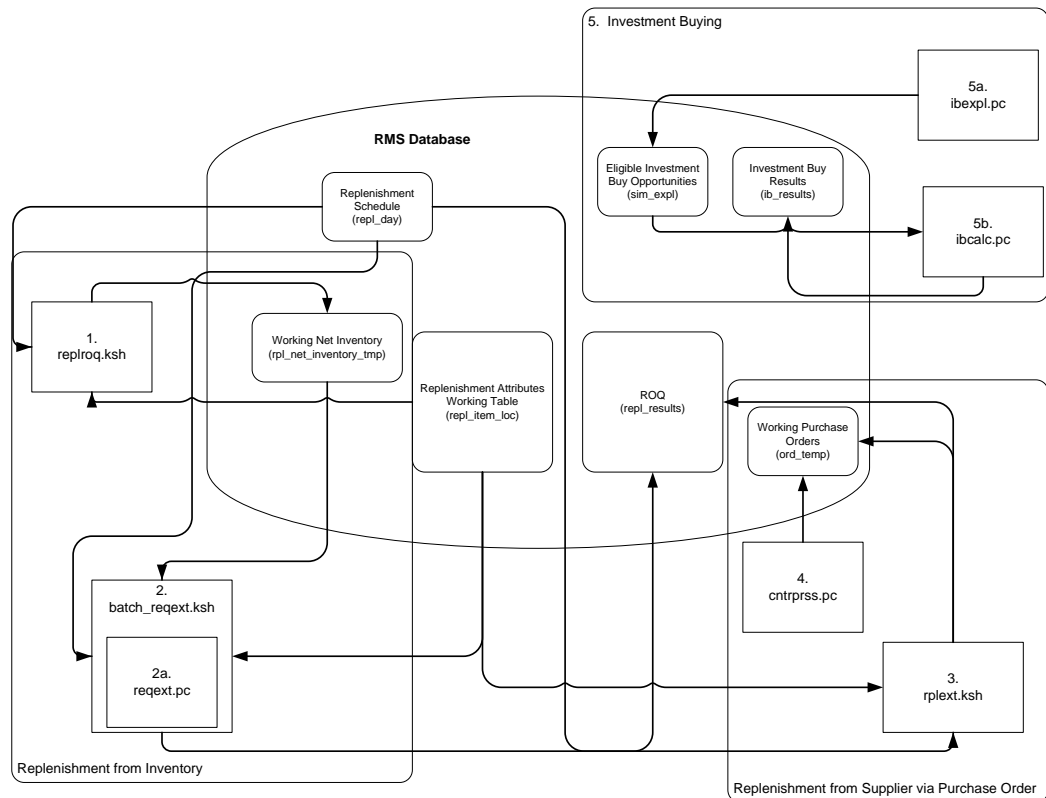 5. Investment Buying
5a.
ibexpl.pc
RMS Database
Eligible Investment
Buy Opportunities
(sim_expl)
Investment Buy
Results
(ib_results)
Replenishment
Schedule
(repl_day)
5b.
ibcalc.pc
1.
replroq.ksh
Working Net Inventory
(rpl_net_inventory_tmp)
Replenishment Attributes
Working Table
(repl_item_loc)
ROQ
(repl_results)
Working Purchase
Orders
(ord_temp)
4.
cntrprss.pc
2.
batch_reqext.ksh
2a.
reqext.pc
3.
rplext.ksh
Replenishment from Inventory
Replenishment from Supplier via Purchase Order